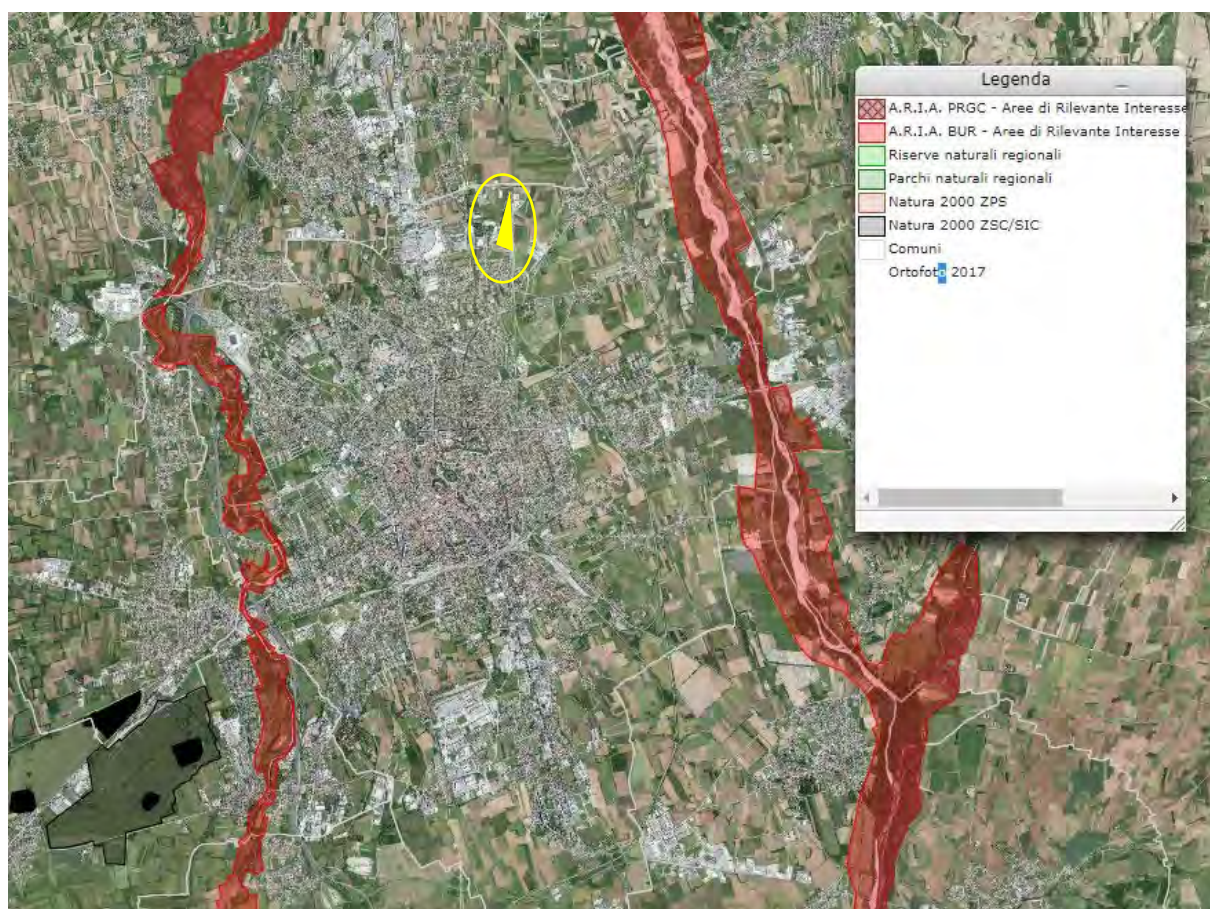 Legenda
A.R.I.A. PRGC - Aree di Rilevante Interesse
A.R.I.A. BUR - Aree di Rilevante Interesse .
Riserve naturali regionali
Parchi naturali regionali
Natura 2000 ZPS
Natura 2000 ZSC/SIC
Comuni
Ortofoto 2017